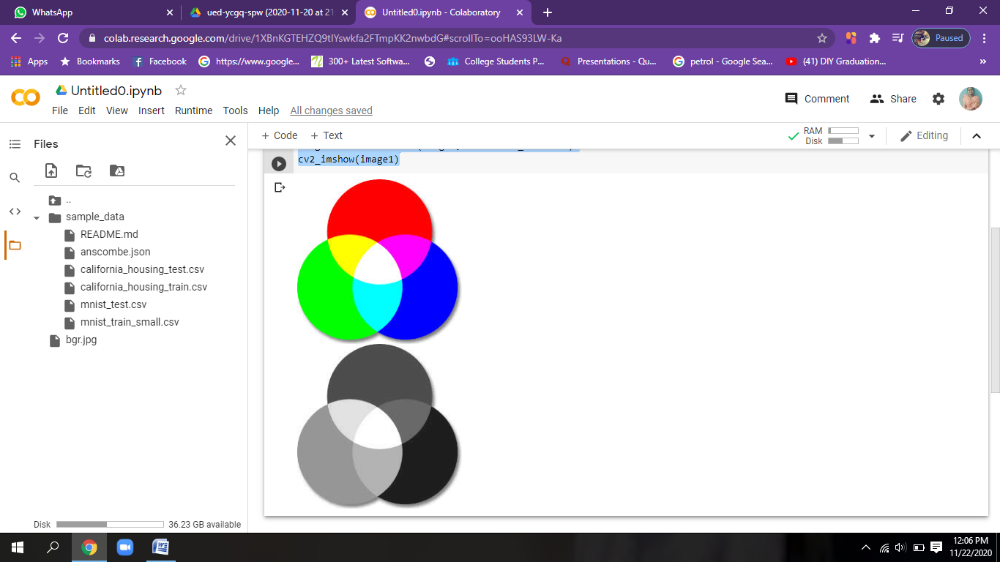 WhatsApp
ued-ycgq-spw (2020-11-20 at 21
Untitled0.ipynb - Colaboratory
colab.research.google.com/drive/1XBnKGTEHZQ9tIYswkfa2FTmpKK2nwbdG#scrollTo=ooHAS93LW-Ka
Paused
Apps
Bookmarks
Facebook
https://www.google...
300+ Latest Softwa...
College Students P...
Presentations - Qu...
petrol - Google Sea...
(41) DIY Graduation...
»
Untitled0.ipynb
File Edit View Insert Runtime Tools Help All changes saved
Comment
Share
Files
+ Code + Text
RAM
Disk
Editing
cv2_imshow(image1)
..
sample_data
README.md
anscombe.json
california_housing_test.csv
california_housing_train.csv
mnist_test.csv
mnist_train_small.csv
bgr.jpg
Disk 36.23 GB available
12:06 PM
11/22/2020